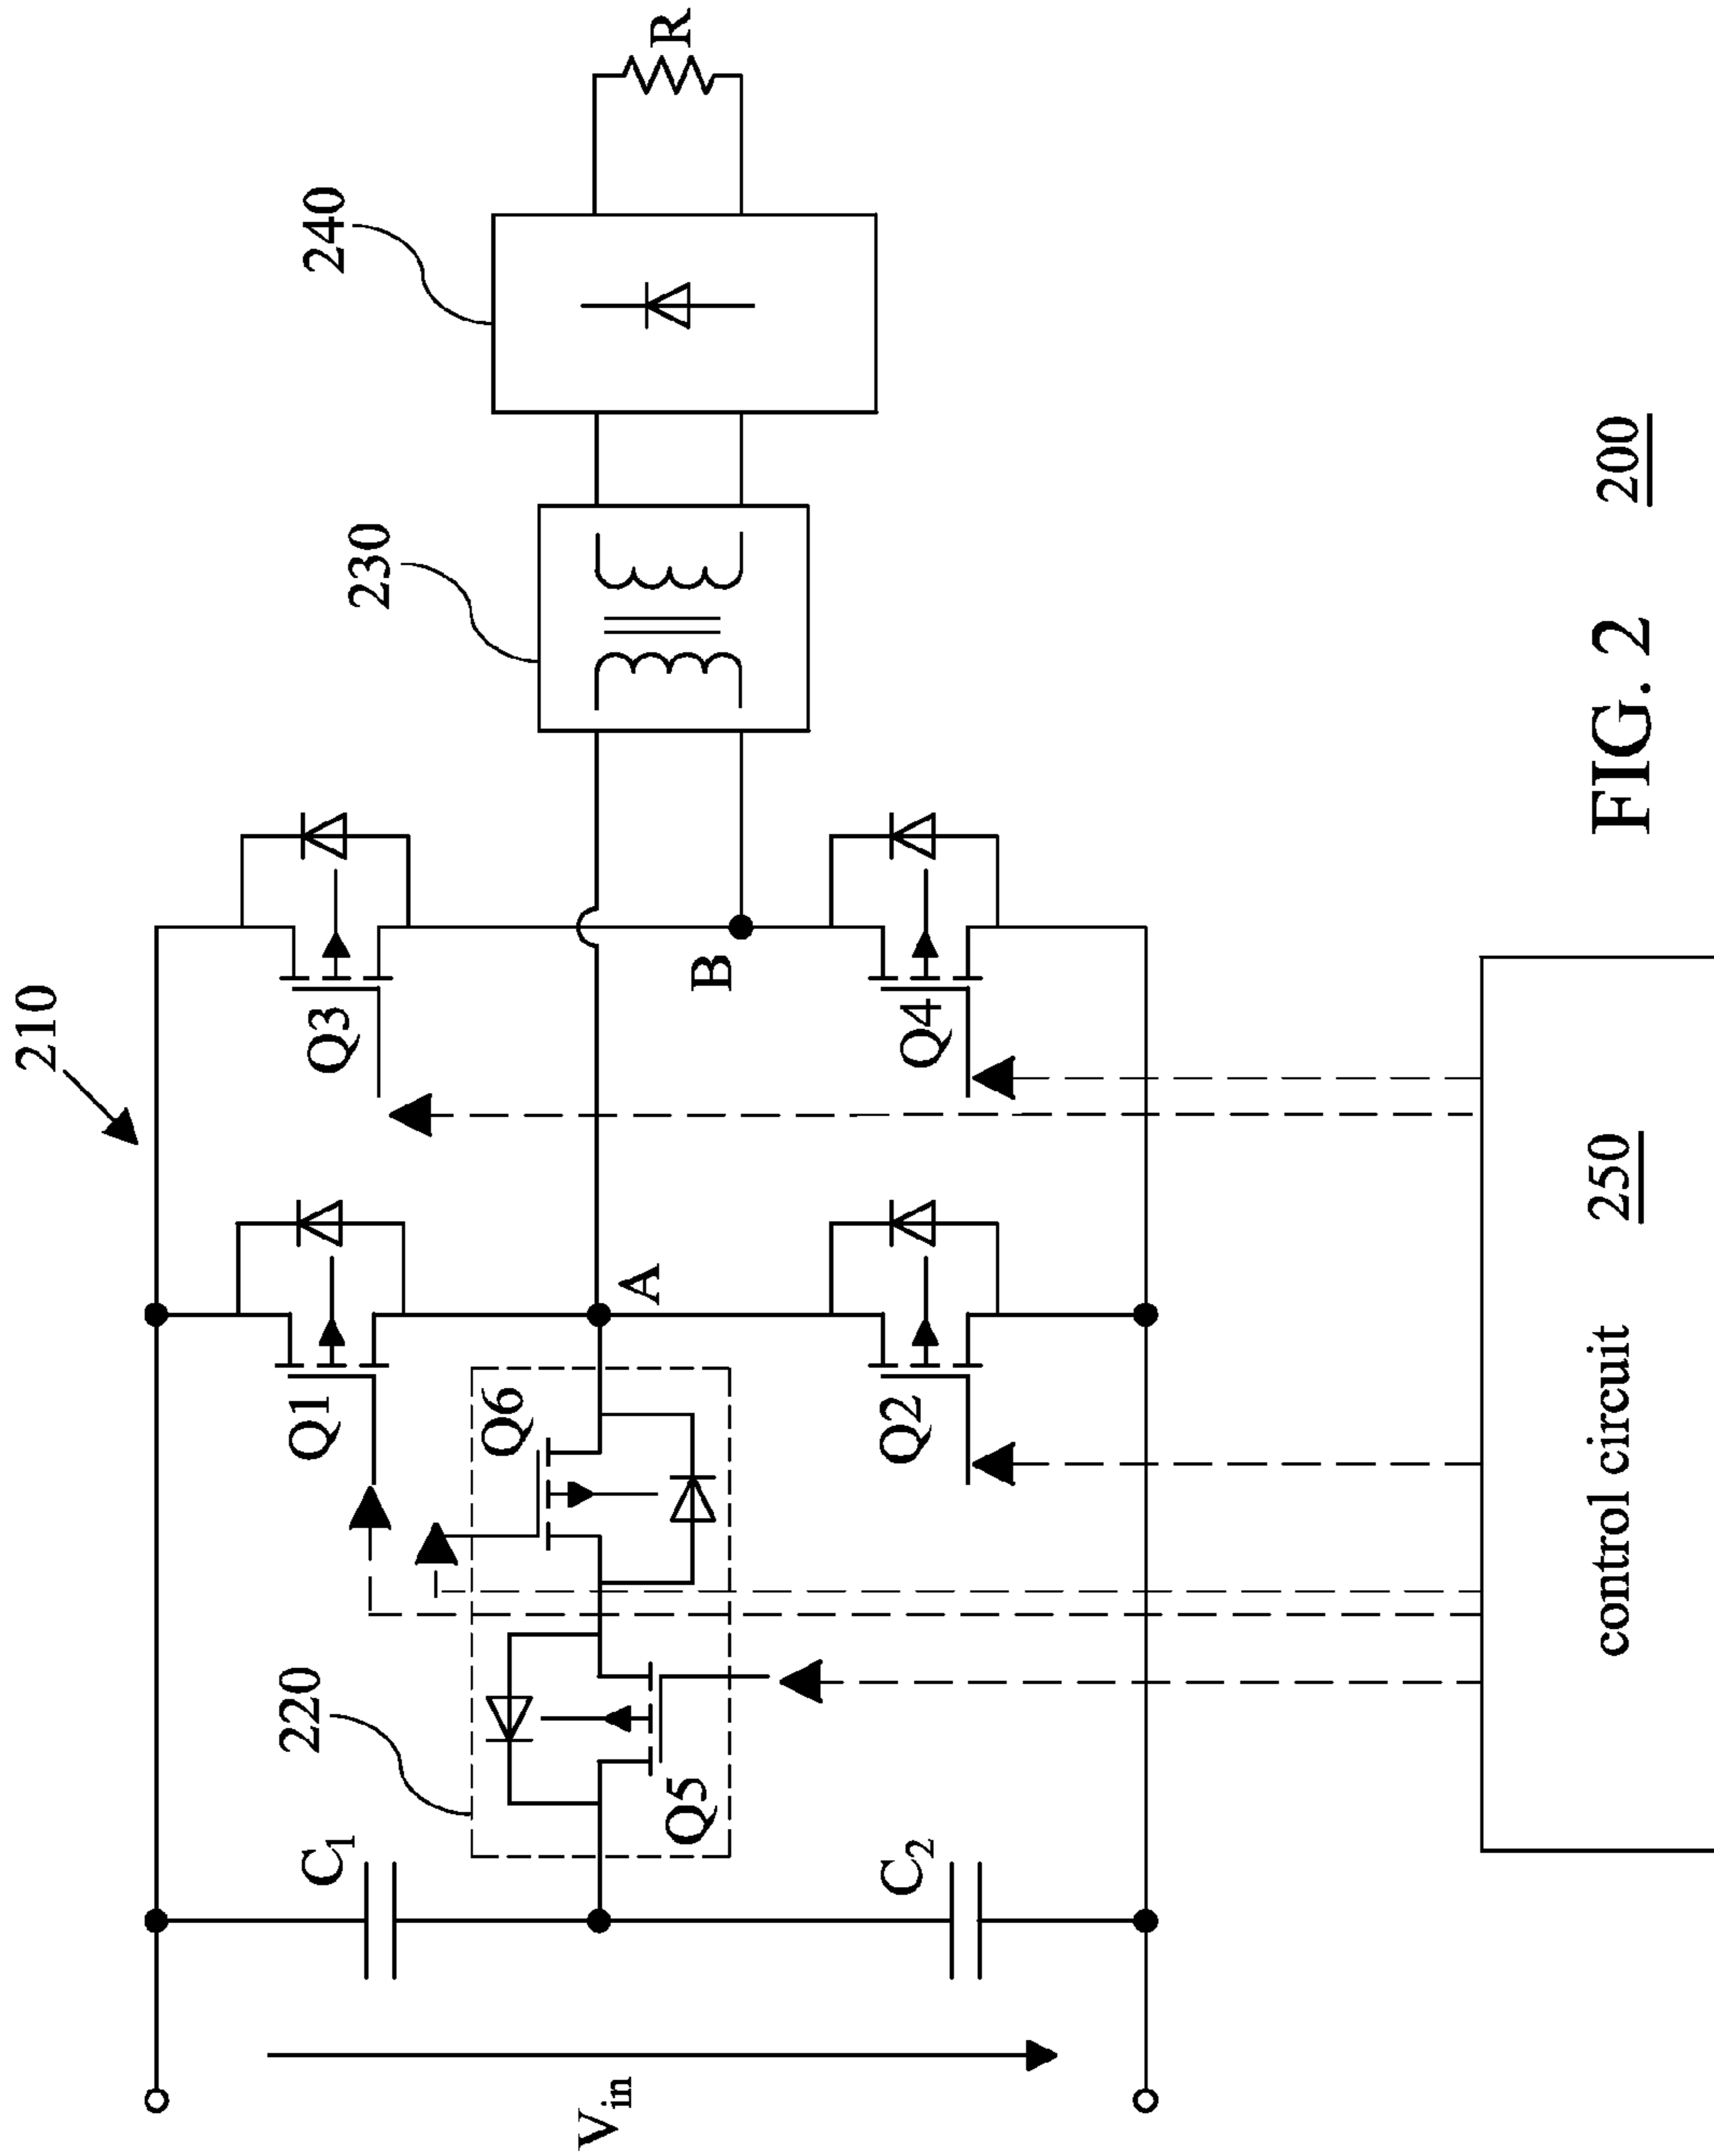 210
220
230
240
Q1
Q3
C1
Q6
R
A
B
Vin
Q5
C2
Q2
Q4
control circuit 250
FIG. 2 200